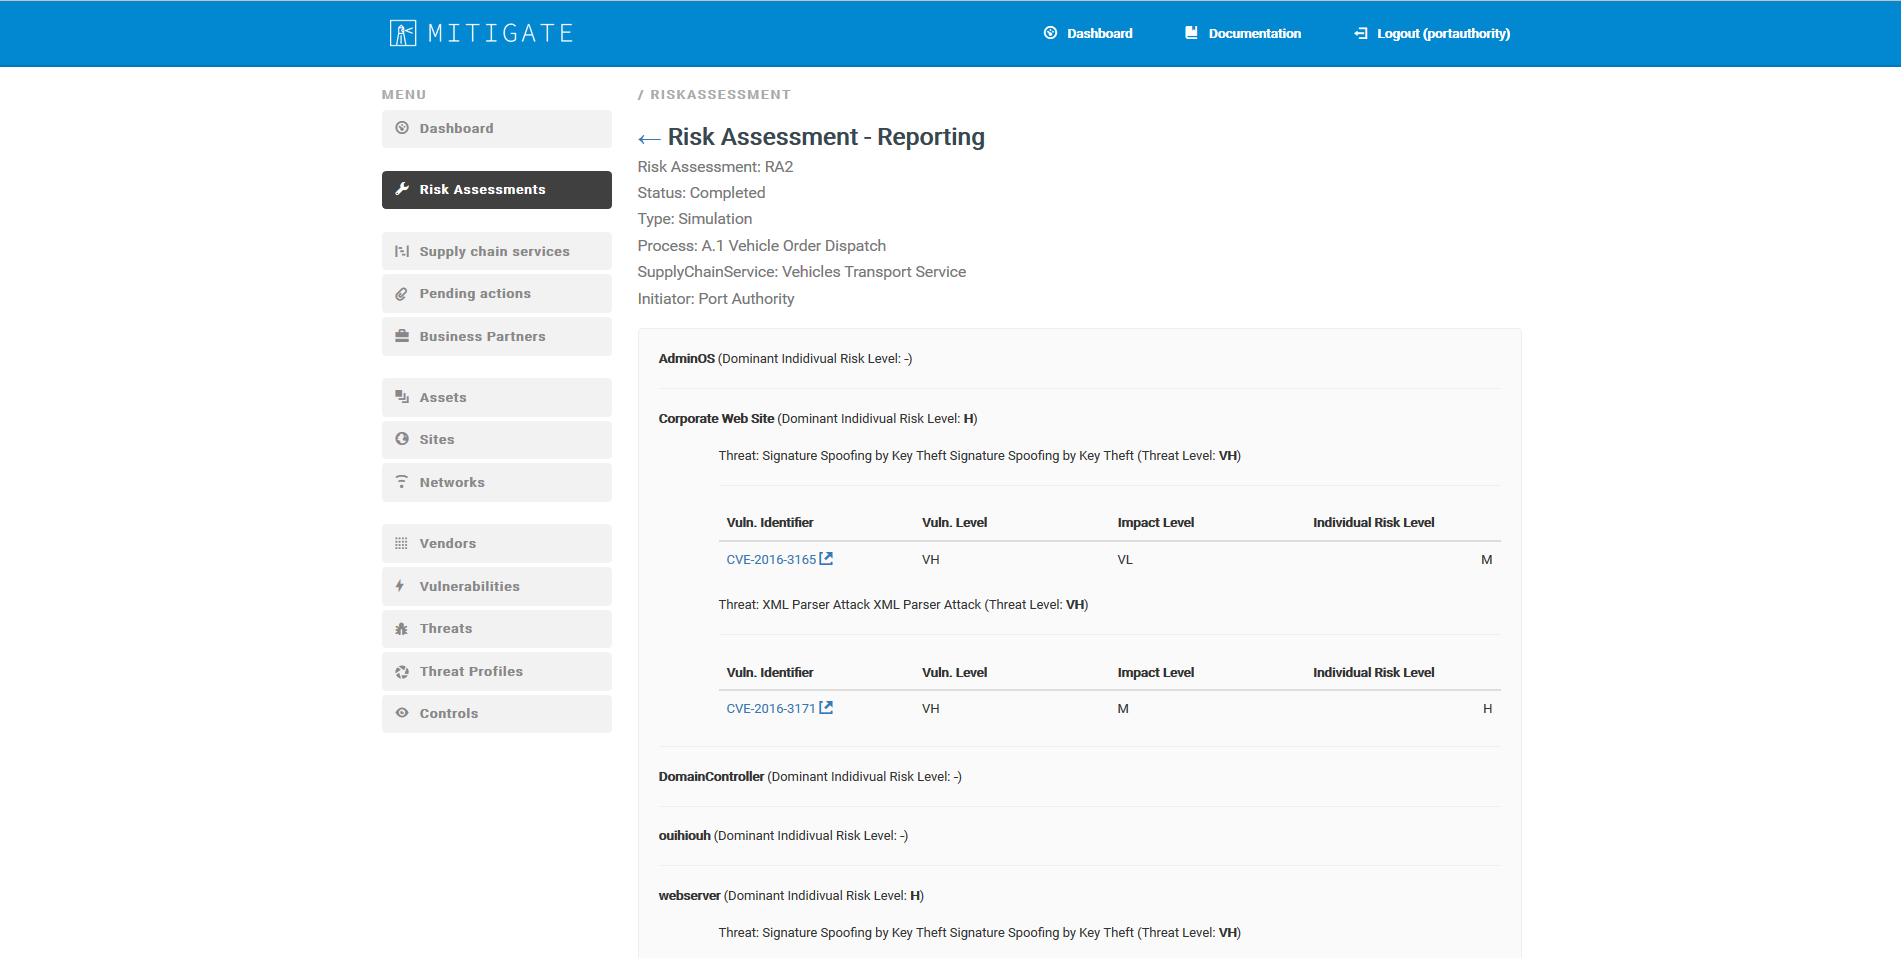 MITIGATE
Dashboard
Documentation
Logout (portauthority)
MENU
Dashboard
Risk Assessments
Supply chain services
Pending actions
Business Partners
Assets
Sites
Networks
Vendors
Vulnerabilities
Threats
Threat Profiles
Controls
/ RISKASSESSMENT
← Risk Assessment - Reporting
Risk Assessment: RA2
Status: Completed
Type: Simulation
Process: A.1 Vehicle Order Dispatch
SupplyChainService: Vehicles Transport Service
Initiator: Port Authority
AdminOS (Dominant Indidivual Risk Level: -)
Corporate Web Site (Dominant Indidivual Risk Level: H)
Threat: Signature Spoofing by Key Theft Signature Spoofing by Key Theft (Threat Level: VH)
Vuln. Identifier Vuln. Level Impact Level Individual Risk Level
CVE-2016-3165 VH VL M
Threat: XML Parser Attack XML Parser Attack (Threat Level: VH)
Vuln. Identifier Vuln. Level Impact Level Individual Risk Level
CVE-2016-3171 VH M H
DomainController (Dominant Indidivual Risk Level: -)
ouihiouh (Dominant Indidivual Risk Level: -)
webserver (Dominant Indidivual Risk Level: H)
Threat: Signature Spoofing by Key Theft Signature Spoofing by Key Theft (Threat Level: VH)